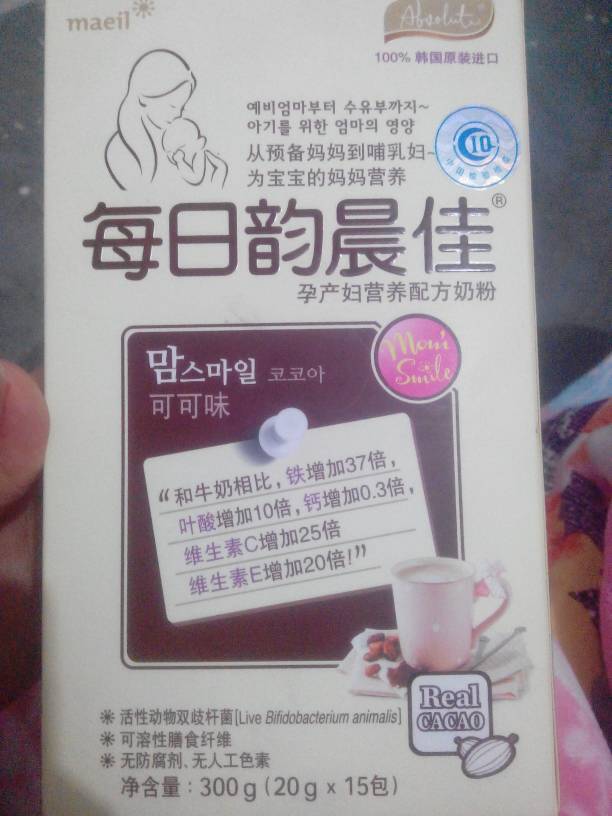 maeil
Absolute
100% 韩国原装进口
예비엄마부터 수유부까지~
아기를 위한 엄마의 영양
从预备妈妈到哺乳妇~
为宝宝的妈妈营养
10
每日韵晨佳®
孕产妇营养配方奶粉
Mom's
Smile
맘스마일 코코아
可可味
“和牛奶相比，铁增加37倍，
叶酸增加10倍，钙增加0.3倍，
维生素C增加25倍
维生素E增加20倍！”
Real
CACAO
※ 活性动物双歧杆菌[Live Bifidobacterium animalis]
※ 可溶性膳食纤维
※ 无防腐剂、无人工色素
净含量：300g (20g x 15包)